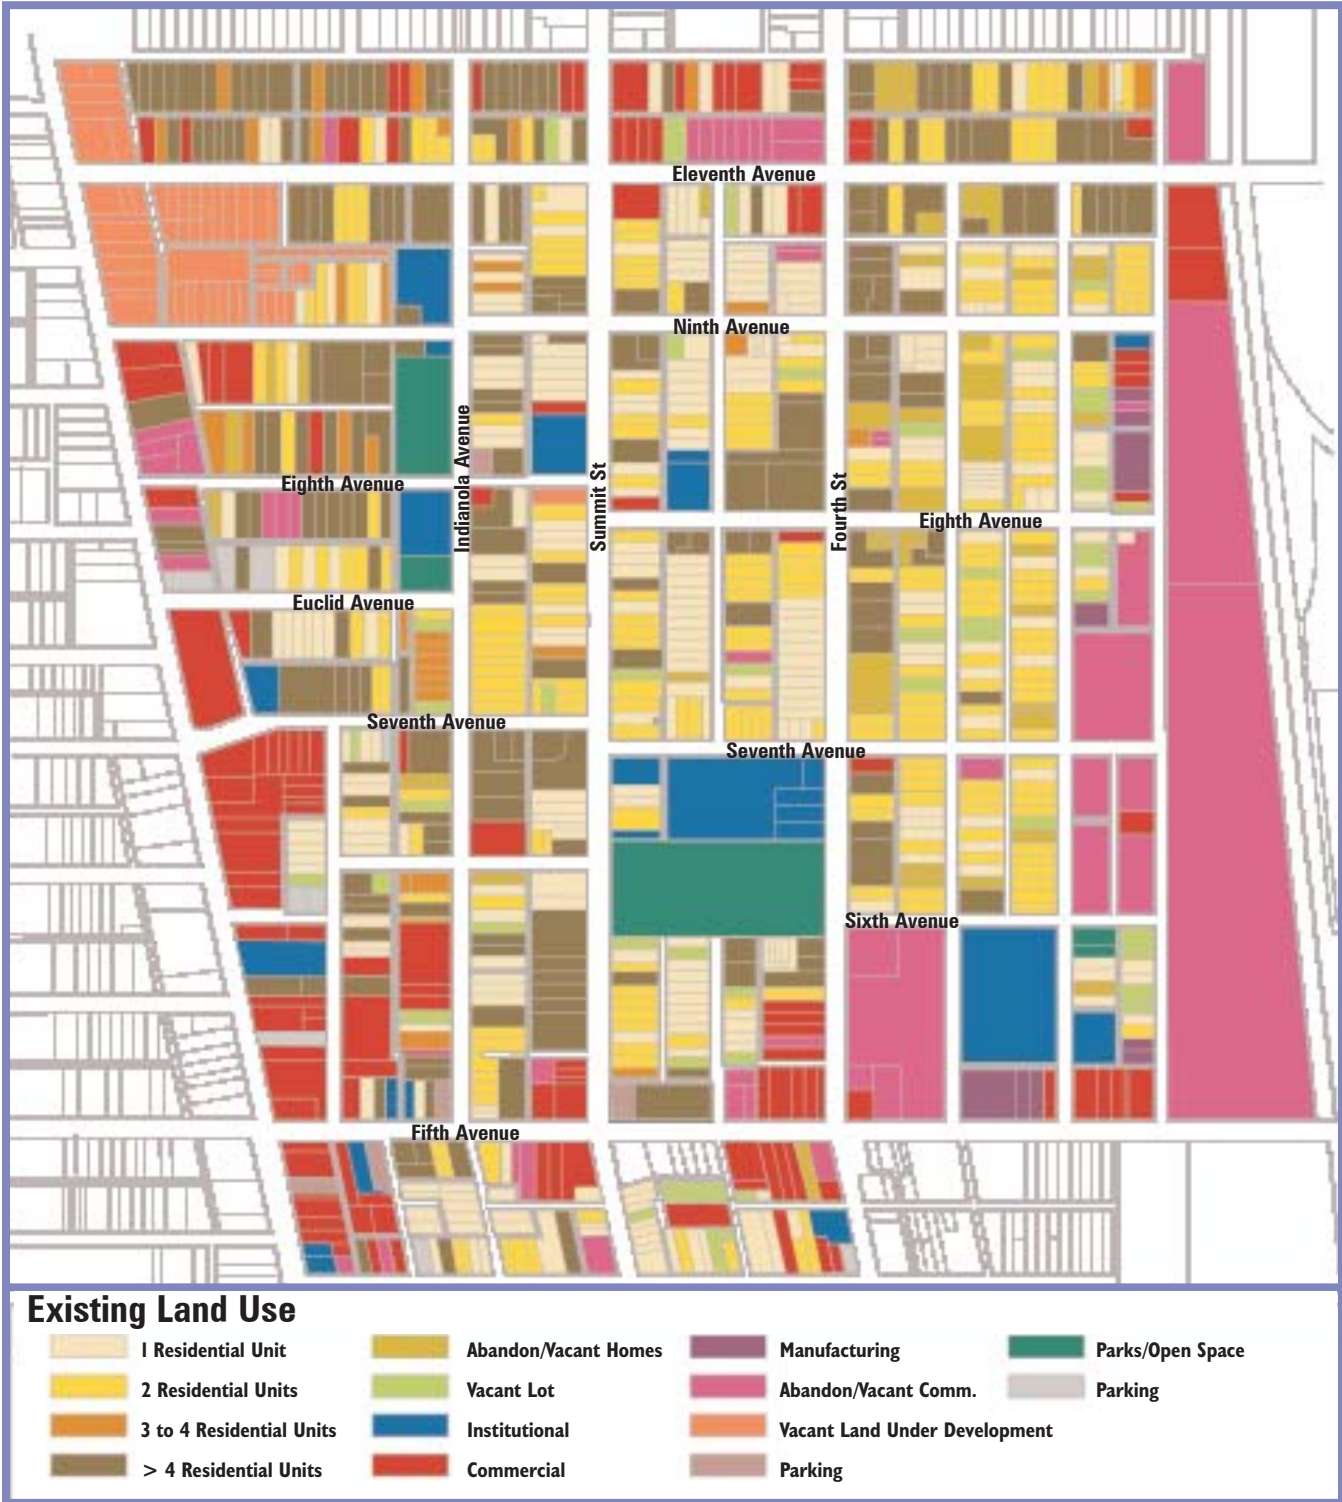 Eleventh Avenue
Ninth Avenue
Indianola Avenue
Summit St
Fourth St
Eighth Avenue
Eighth Avenue
Euclid Avenue
Seventh Avenue
Seventh Avenue
Sixth Avenue
Fifth Avenue
Existing Land Use
1 Residential Unit
2 Residential Units
3 to 4 Residential Units
> 4 Residential Units
Abandon/Vacant Homes
Vacant Lot
Institutional
Commercial
Manufacturing
Abandon/Vacant Comm.
Vacant Land Under Development
Parking
Parks/Open Space
Parking